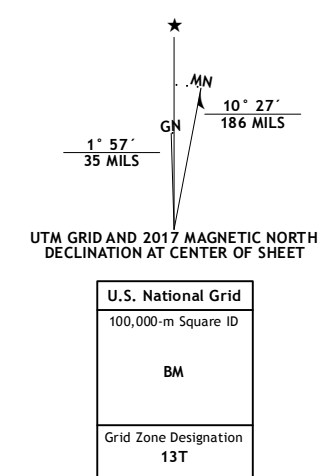 ★
MN
GN
10° 27´
186 MILS
1° 57´
35 MILS
UTM GRID AND 2017 MAGNETIC NORTH
DECLINATION AT CENTER OF SHEET
U.S. National Grid
100,000-m Square ID
BM
Grid Zone Designation
13T